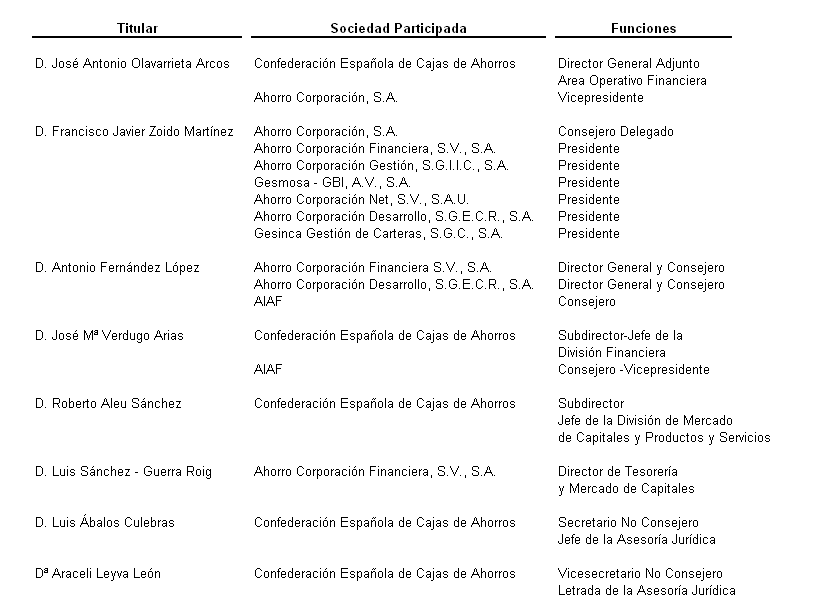 Titular Sociedad Participada Funciones
D. José Antonio Olavarrieta Arcos Confederación Española de Cajas de Ahorros Director General Adjunto
Area Operativo Financiera
Ahorro Corporación, S.A. Vicepresidente
D. Francisco Javier Zoido Martínez Ahorro Corporación, S.A. Consejero Delegado
Ahorro Corporación Financiera, S.V., S.A. Presidente
Ahorro Corporación Gestión, S.G.I.I.C., S.A. Presidente
Gesmosa - GBI, A.V., S.A. Presidente
Ahorro Corporación Net, S.V., S.A.U. Presidente
Ahorro Corporación Desarrollo, S.G.E.C.R., S.A. Presidente
Gesinca Gestión de Carteras, S.G.C., S.A. Presidente
D. Antonio Fernández López Ahorro Corporación Financiera S.V., S.A. Director General y Consejero
Ahorro Corporación Desarrollo, S.G.E.C.R., S.A. Director General y Consejero
AIAF Consejero
D. José Mª Verdugo Arias Confederación Española de Cajas de Ahorros Subdirector-Jefe de la
División Financiera
AIAF Consejero -Vicepresidente
D. Roberto Aleu Sánchez Confederación Española de Cajas de Ahorros Subdirector
Jefe de la División de Mercado
de Capitales y Productos y Servicios
D. Luis Sánchez - Guerra Roig Ahorro Corporación Financiera, S.V., S.A. Director de Tesorería
y Mercado de Capitales
D. Luis Ábalos Culebras Confederación Española de Cajas de Ahorros Secretario No Consejero
Jefe de la Asesoría Jurídica
Dª Araceli Leyva León Confederación Española de Cajas de Ahorros Vicesecretario No Consejero
Letrada de la Asesoría Jurídica